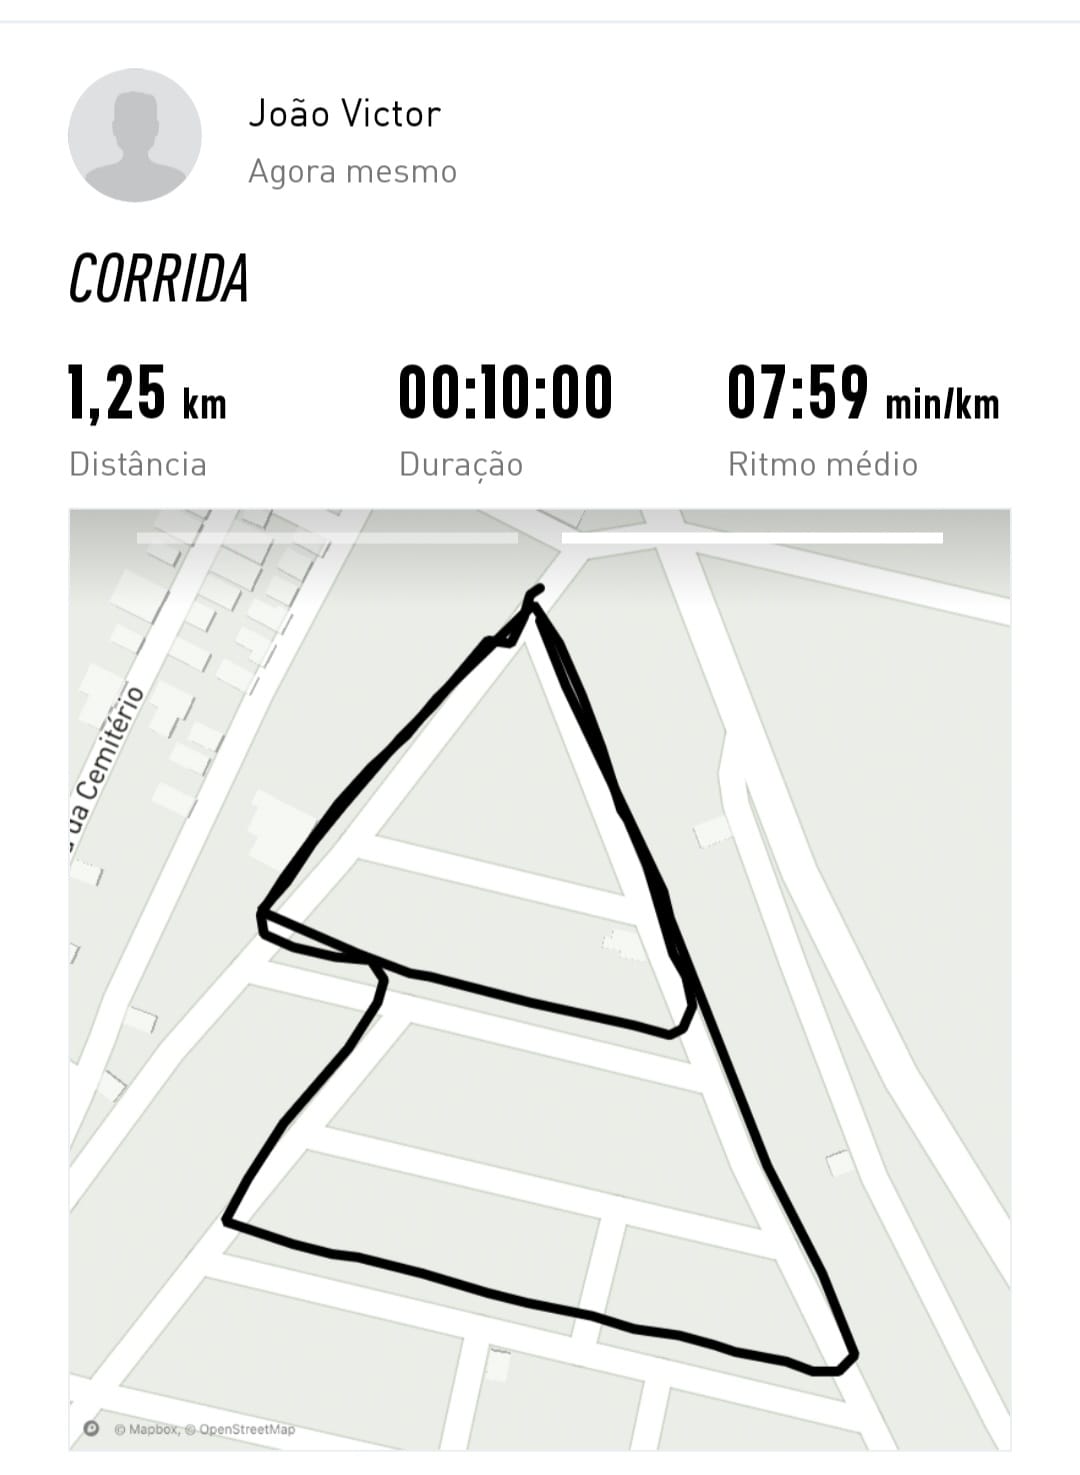 João Victor
Agora mesmo
CORRIDA
1,25 km
00:10:00
07:59 min/km
Distância
Duração
Ritmo médio
da Cemitério
© Mapbox, © OpenStreetMap